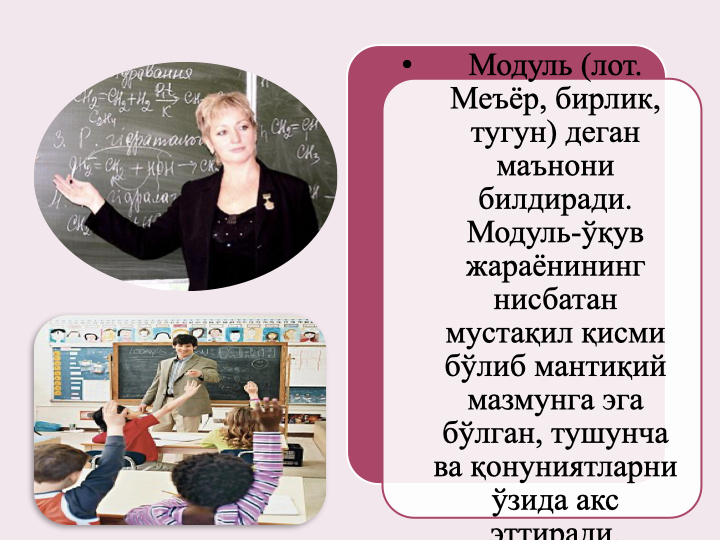 • Модуль (лот.
Меъёр, бирлик,
тугун) деган
маънони
билдиради.
Модуль-ўқув
жараёнининг
нисбатан
мустақил қисми
бўлиб мантиқий
мазмунга эга
бўлган, тушунча
ва қонуниятларни
ўзида акс
эттиради.